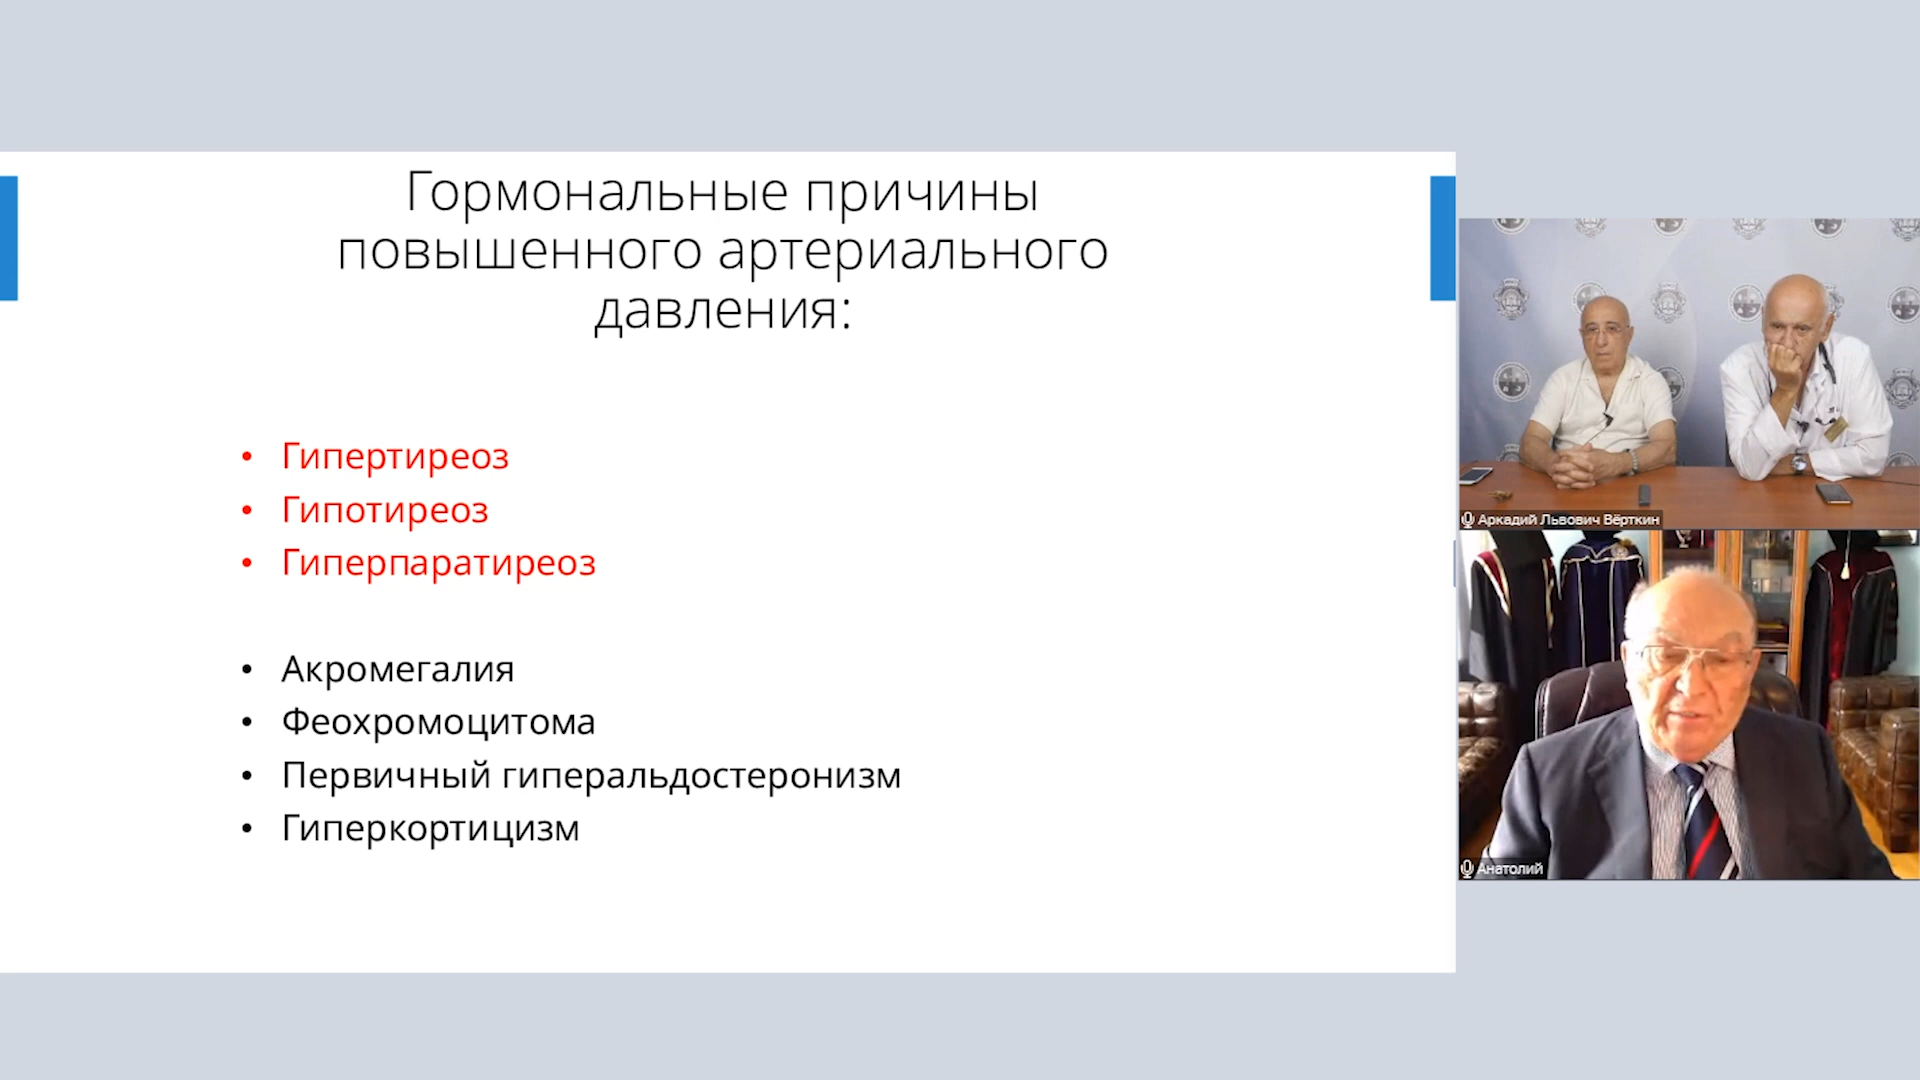 Гормональные причины
повышенного артериального
давления:
• Гипертиреоз
• Гипотиреоз
• Гиперпаратиреоз
• Акромегалия
• Феохромоцитома
• Первичный гиперальдостеронизм
• Гиперкортицизм
Аркадий Львович Вёрткин
Анатолий